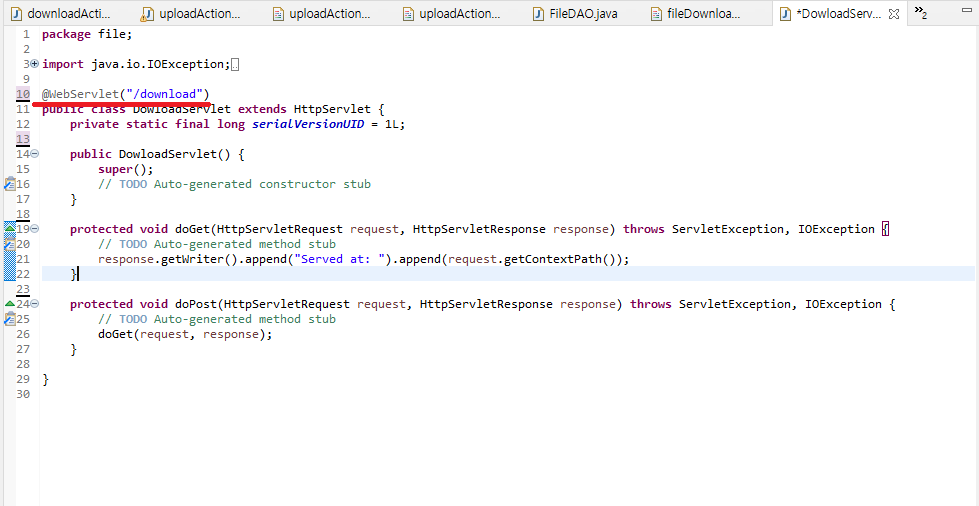 downloadActi... uploadAction... uploadAction... uploadAction... FileDAO.java fileDownloa... *DowloadServ... »2
1 package file;
2
3 import java.io.IOException;
9
10 @WebServlet("/download")
11 public class DowloadServlet extends HttpServlet {
12 private static final long serialVersionUID = 1L;
13
14 public DowloadServlet() {
15 super();
16 // TODO Auto-generated constructor stub
17 }
18
19 protected void doGet(HttpServletRequest request, HttpServletResponse response) throws ServletException, IOException {
20 // TODO Auto-generated method stub
21 response.getWriter().append("Served at: ").append(request.getContextPath());
22 }
23
24 protected void doPost(HttpServletRequest request, HttpServletResponse response) throws ServletException, IOException {
25 // TODO Auto-generated method stub
26 doGet(request, response);
27 }
28
29 }
30